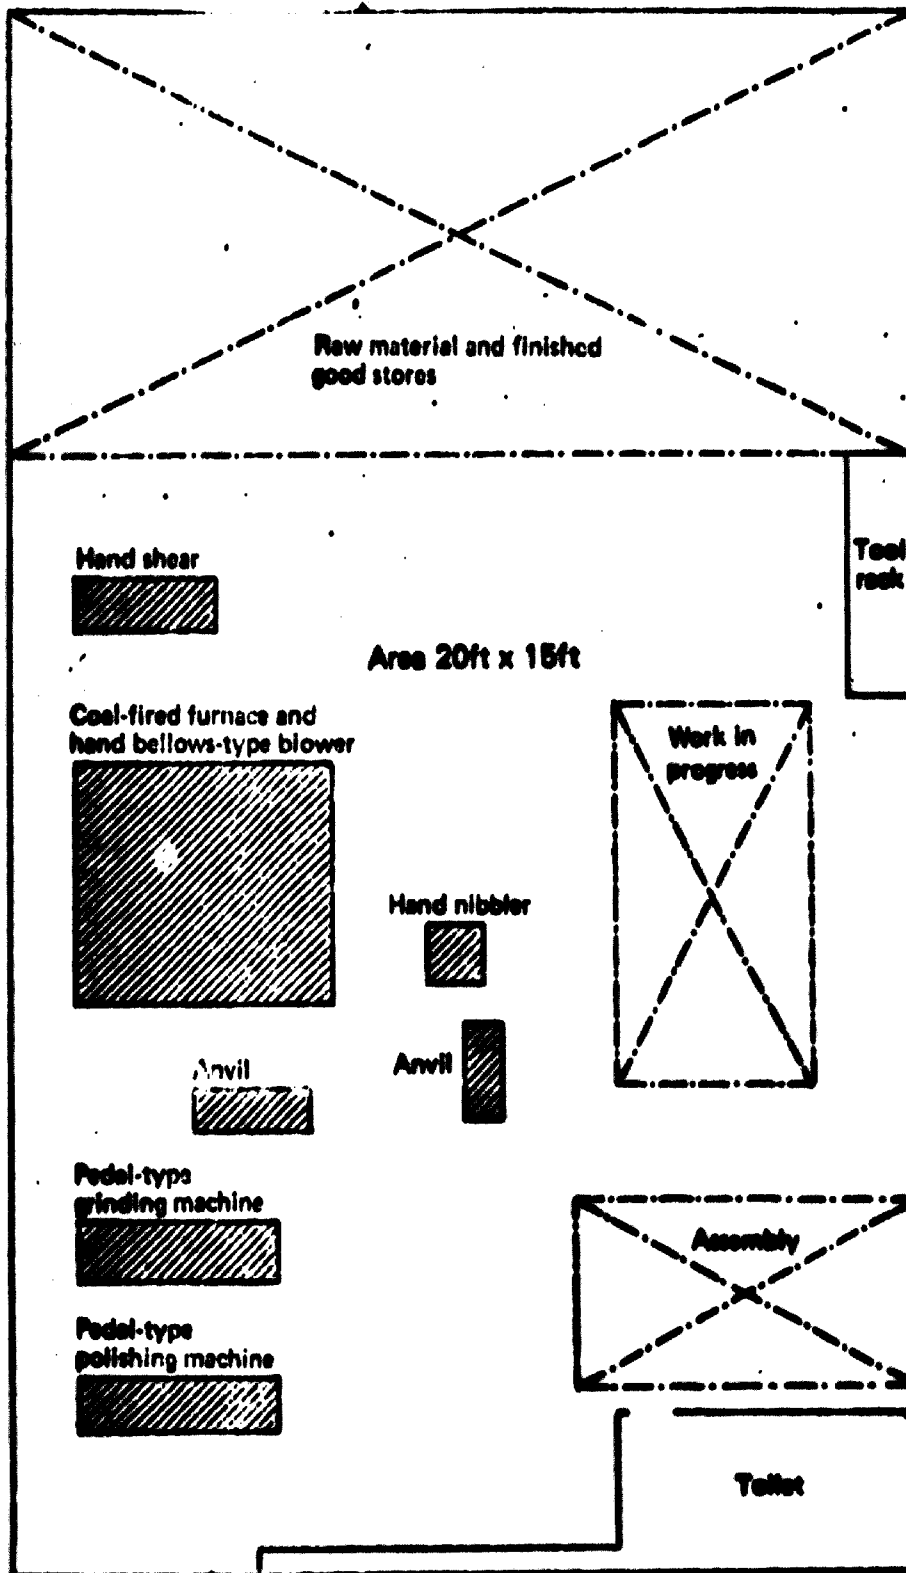 Raw material and finished
good stores
Hand shear
Tool
rack
Area 20ft x 15ft
Coal-fired furnace and
hand bellows-type blower
Work in
progress
Hand nibbler
Anvil
Anvil
Pedal-type
grinding machine
Assembly
Pedal-type
polishing machine
Toilet